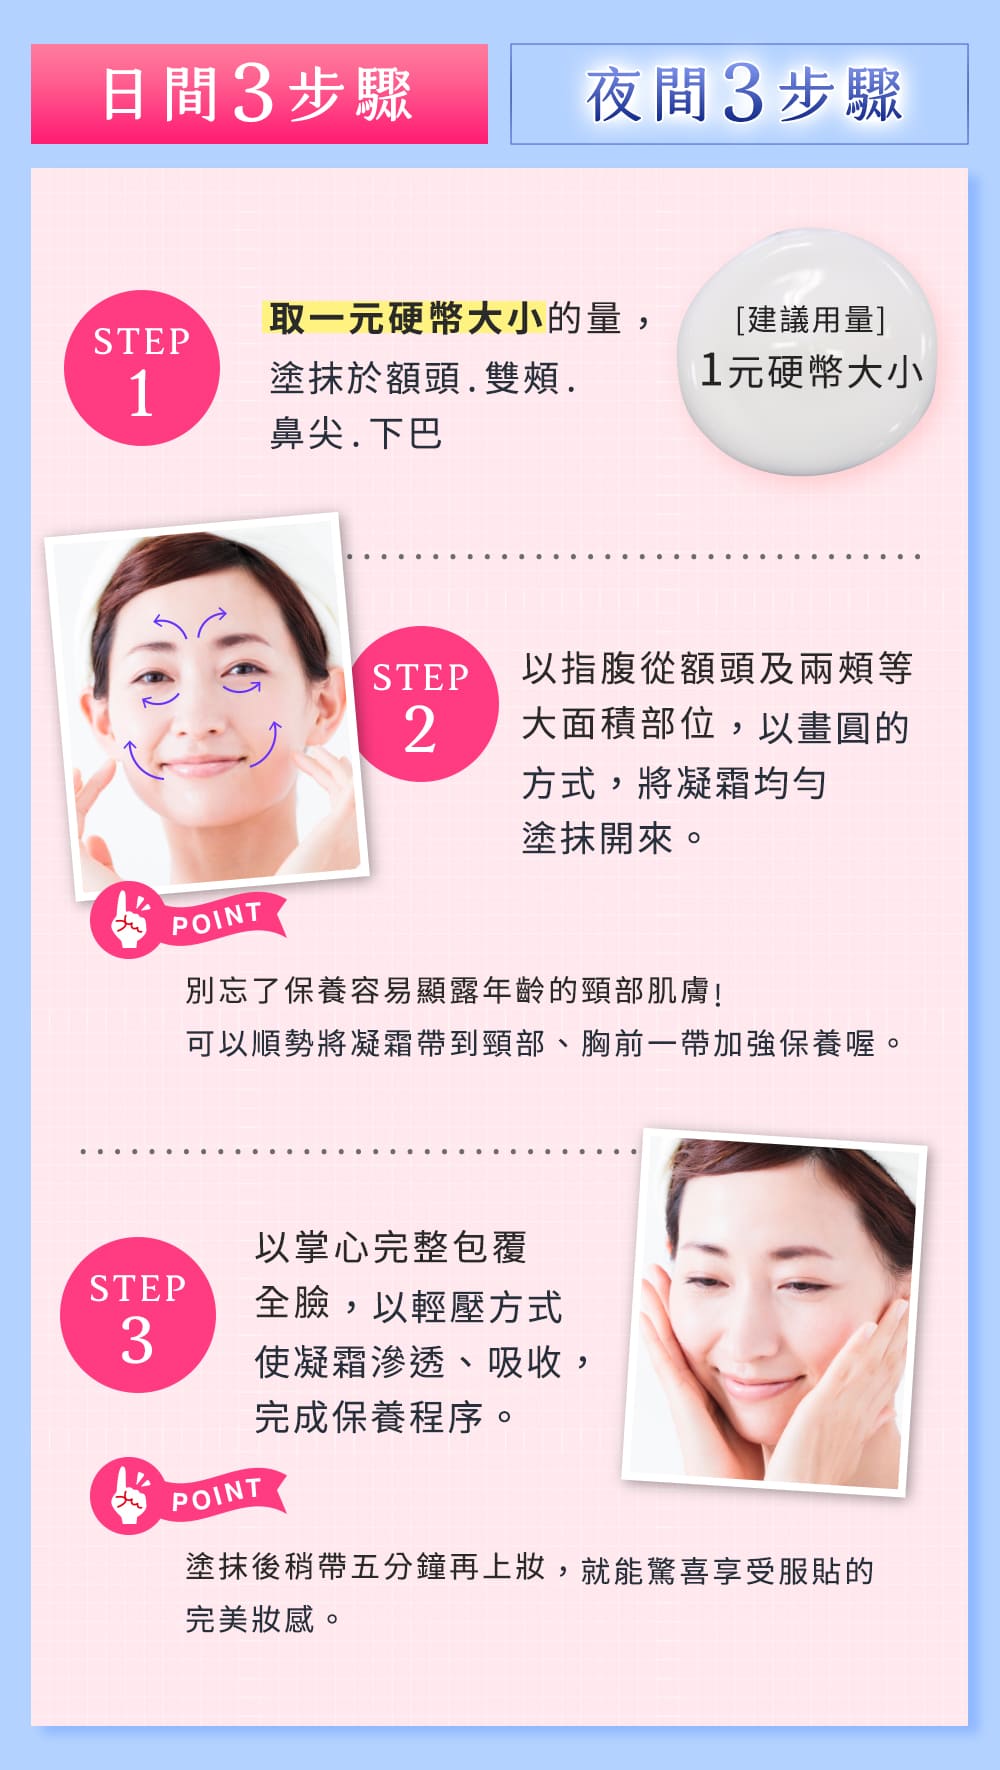 日間3步驟
夜間3步驟
STEP
1
取一元硬幣大小的量，
塗抹於額頭.雙頰.
鼻尖.下巴
[建議用量]
1元硬幣大小
STEP
2
以指腹從額頭及兩頰等
大面積部位，以畫圓的
方式，將凝霜均勻
塗抹開來。
POINT
別忘了保養容易顯露年齡的頸部肌膚!
可以順勢將凝霜帶到頸部、胸前一帶加強保養喔。
STEP
3
以掌心完整包覆
全臉，以輕壓方式
使凝霜滲透、吸收，
完成保養程序。
POINT
塗抹後稍帶五分鐘再上妝，就能驚喜享受服貼的
完美妝感。